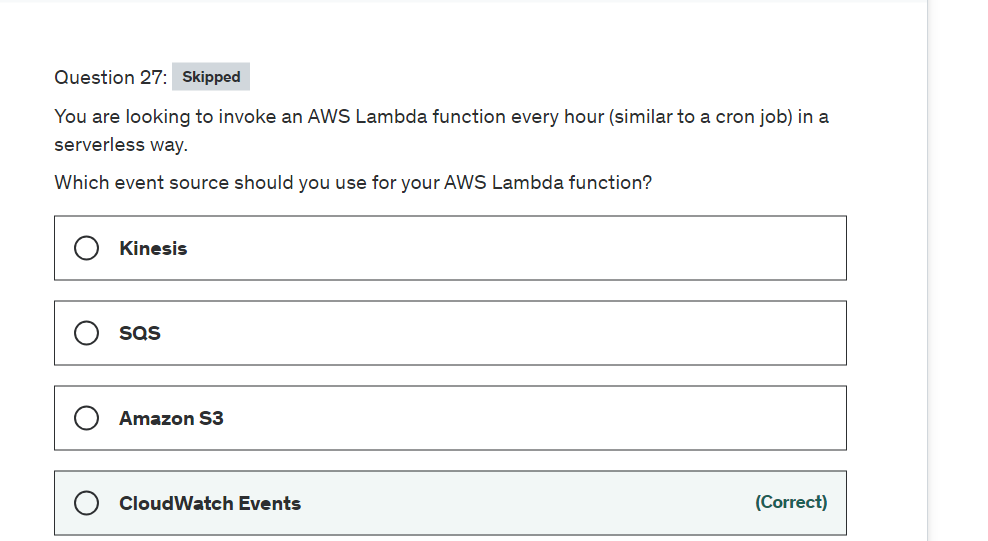 Question 27: Skipped
You are looking to invoke an AWS Lambda function every hour (similar to a cron job) in a
serverless way.
Which event source should you use for your AWS Lambda function?
Kinesis
SQS
Amazon S3
CloudWatch Events (Correct)